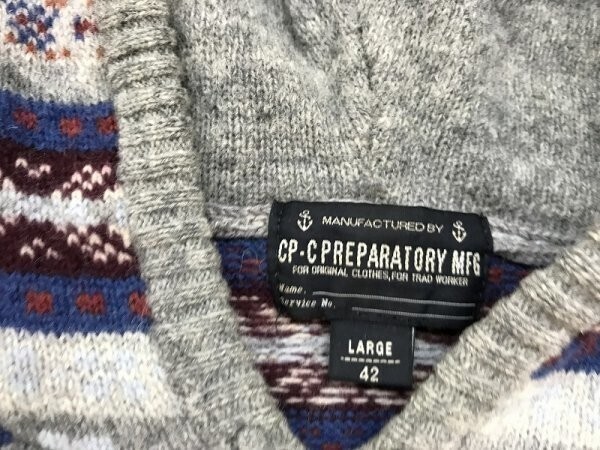 MANUFACTURED BY
CP-C PREPARATORY MFG
FOR ORIGINAL CLOTHES, FOR TRAD WORKER
Name.
Service No.
LARGE
42